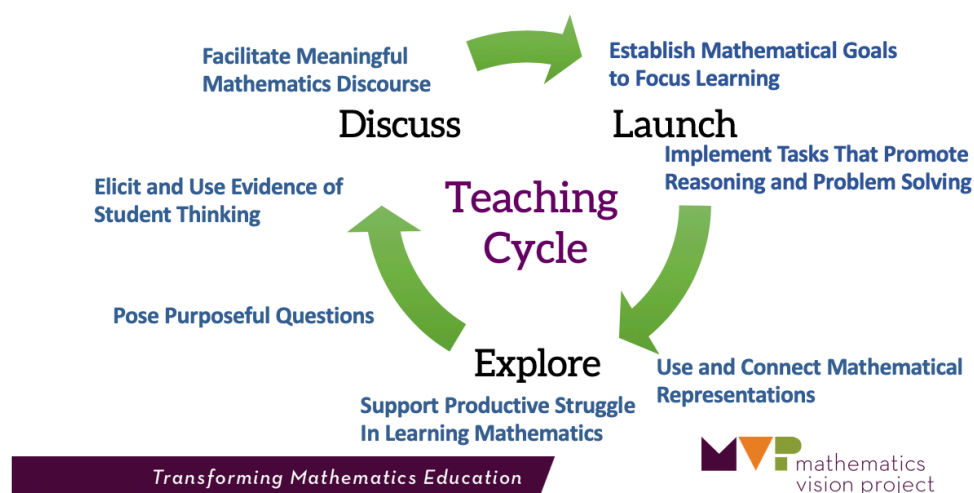 Facilitate Meaningful
Mathematics Discourse
Establish Mathematical Goals
to Focus Learning
Discuss
Launch
Implement Tasks That Promote
Reasoning and Problem Solving
Elicit and Use Evidence of
Student Thinking
Teaching
Cycle
Pose Purposeful Questions
Explore
Use and Connect Mathematical
Representations
Support Productive Struggle
In Learning Mathematics
Transforming Mathematics Education
MVP
mathematics
vision project